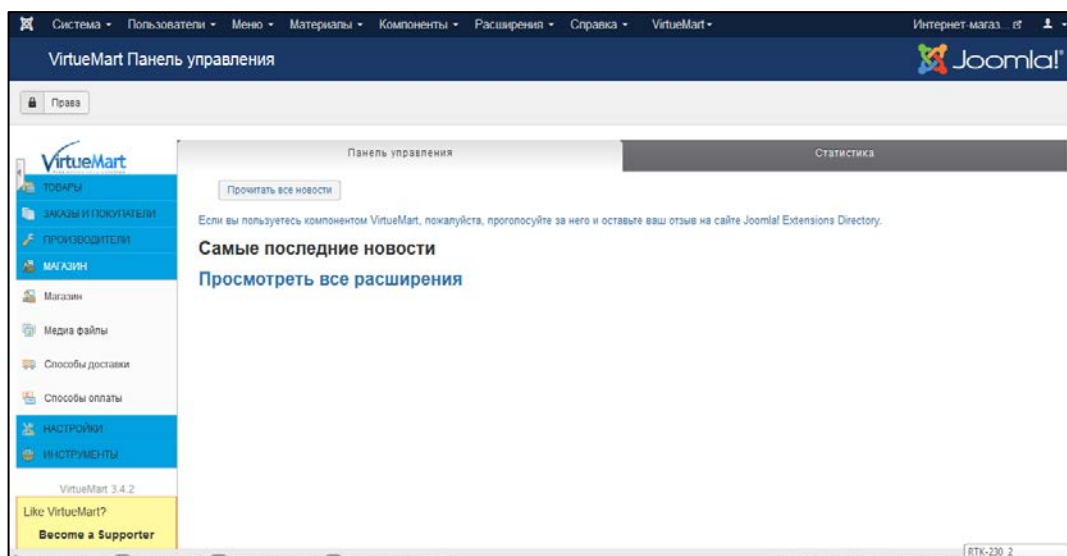 Система Пользователи Меню Материалы Компоненты Расширения Справка VirtueMart Интернет-магаз...
VirtueMart Панель управления Joomla!
Права
VirtueMart
Панель управления Статистика
ТОВАРЫ
Прочитать все новости
ЗАКАЗЫ И ПОКУПАТЕЛИ
Если вы пользуетесь компонентом VirtueMart, пожалуйста, проголосуйте за него и оставьте ваш отзыв на сайте Joomla! Extensions Directory.
ПРОИЗВОДИТЕЛИ
Самые последние новости
МАГАЗИН
Просмотреть все расширения
Магазин
Медиа файлы
Способы доставки
Способы оплаты
НАСТРОЙКИ
ИНСТРУМЕНТЫ
VirtueMart 3.4.2
Like VirtueMart?
Become a Supporter
RTK-230_2